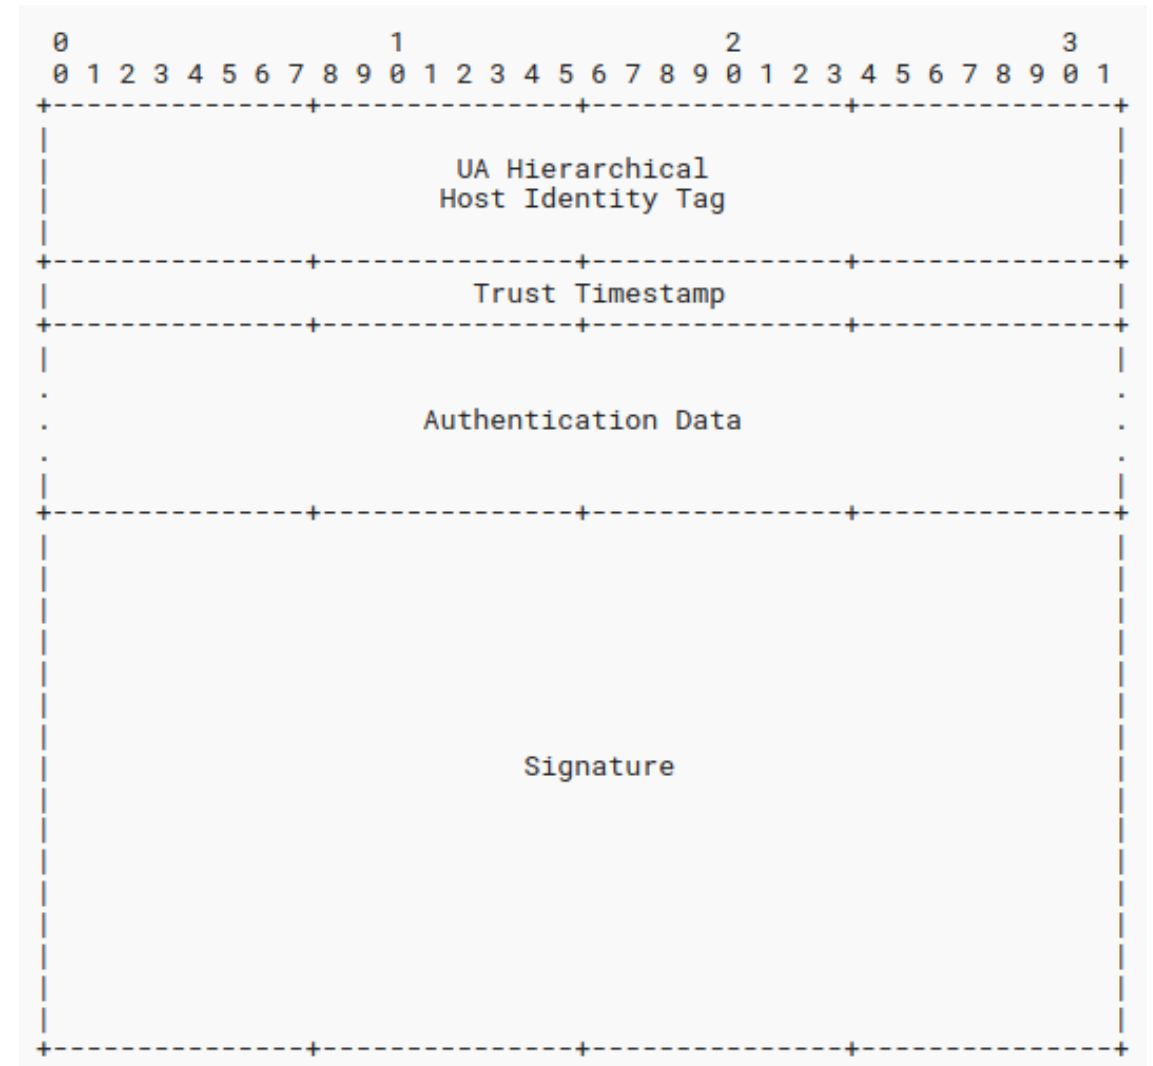 0                   1                   2                   3
0 1 2 3 4 5 6 7 8 9 0 1 2 3 4 5 6 7 8 9 0 1 2 3 4 5 6 7 8 9 0 1
UA Hierarchical
Host Identity Tag
Trust Timestamp
Authentication Data
Signature